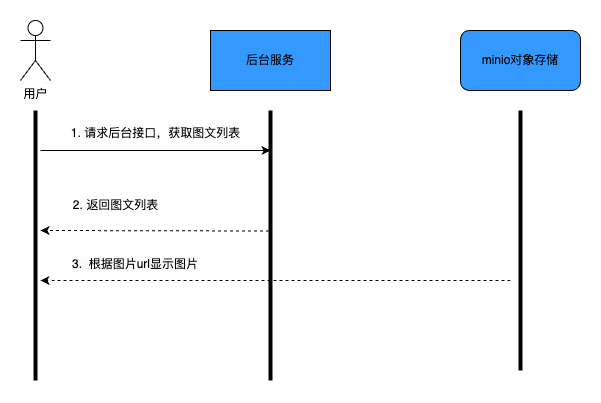 用户
后台服务
minio对象存储
1. 请求后台接口，获取图文列表
2. 返回图文列表
3. 根据图片url显示图片